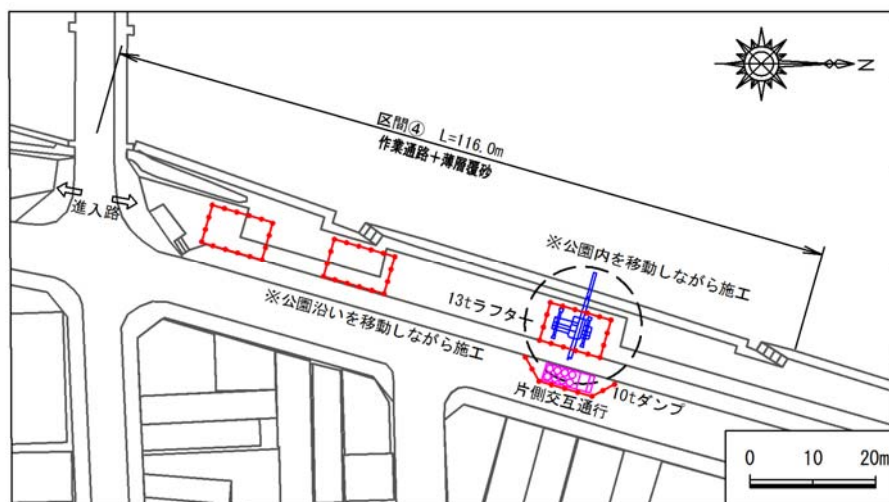 区間④ L=116.0m
作業通路+薄層覆砂
N
進入路
※公園内を移動しながら施工
13tラフター
※公園沿いを移動しながら施工
10tダンプ
片側交互通行
0 10 20m